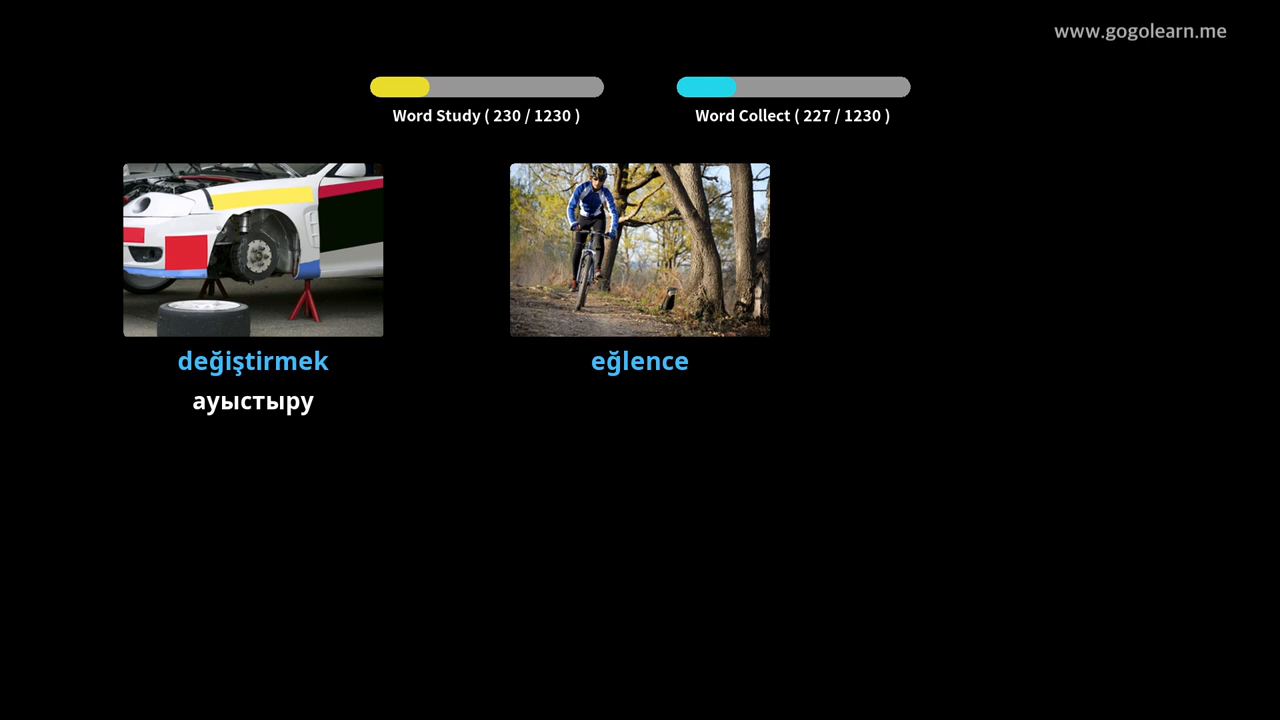 www.gogolearn.me
Word Study ( 230 / 1230 )
Word Collect ( 227 / 1230 )
değiştirmek
eğlence
ауыстыру